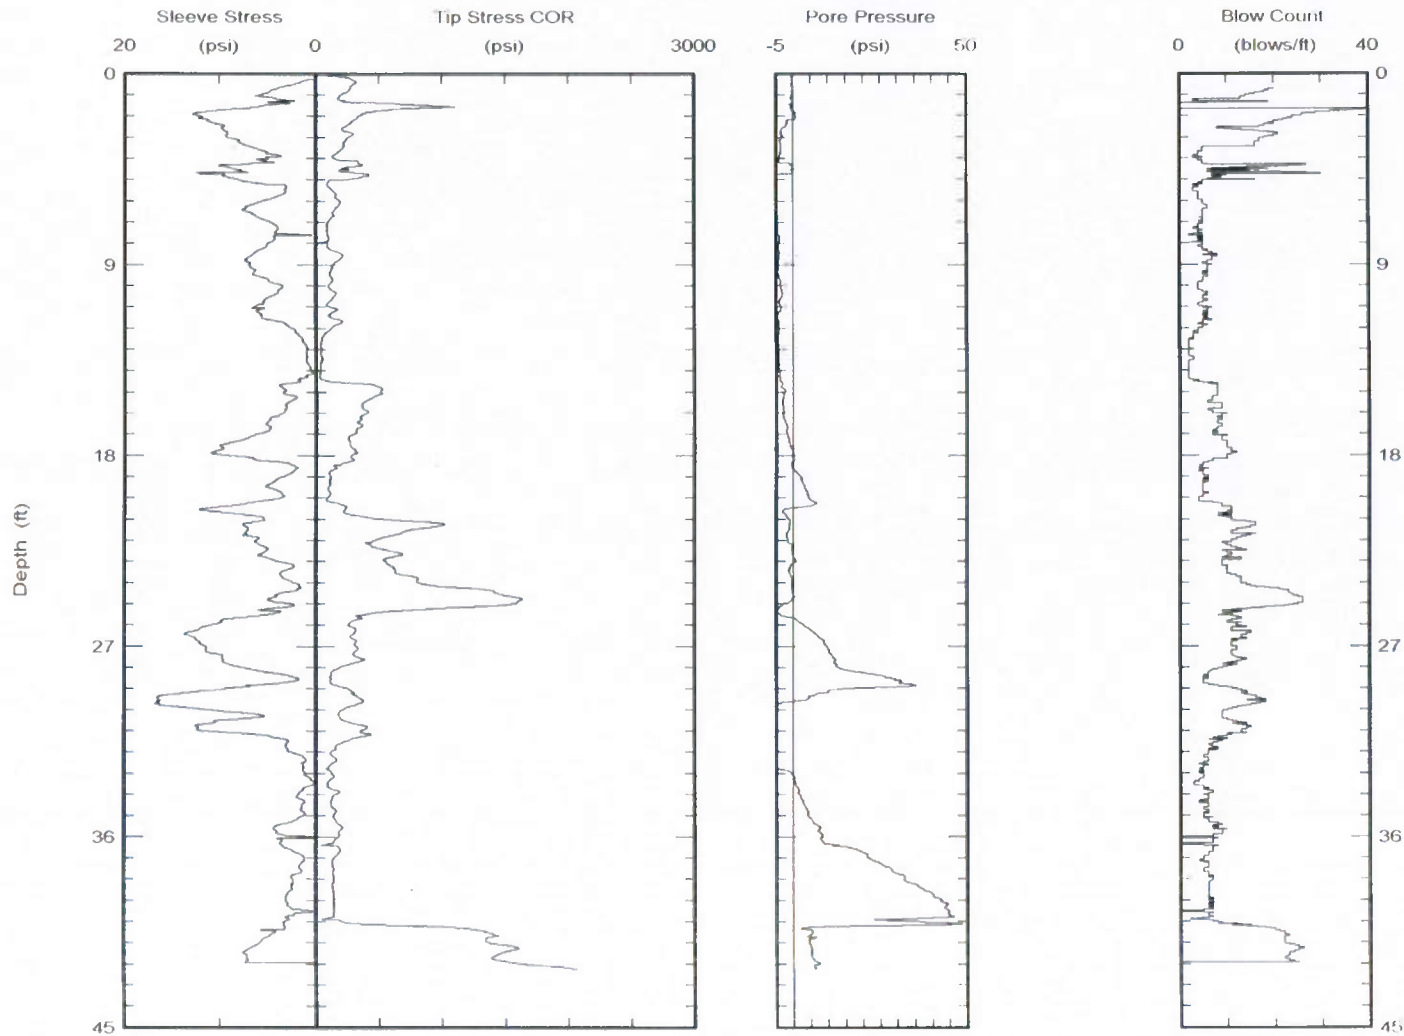 Sleeve Stress Tip Stress COR Pore Pressure Blow Count
20 (psi) 0 (psi) 3000 -5 (psi) 50 0 (blows/ft) 40
0 0
9 9
18 18
Depth (ft)
27 27
36 36
45 45